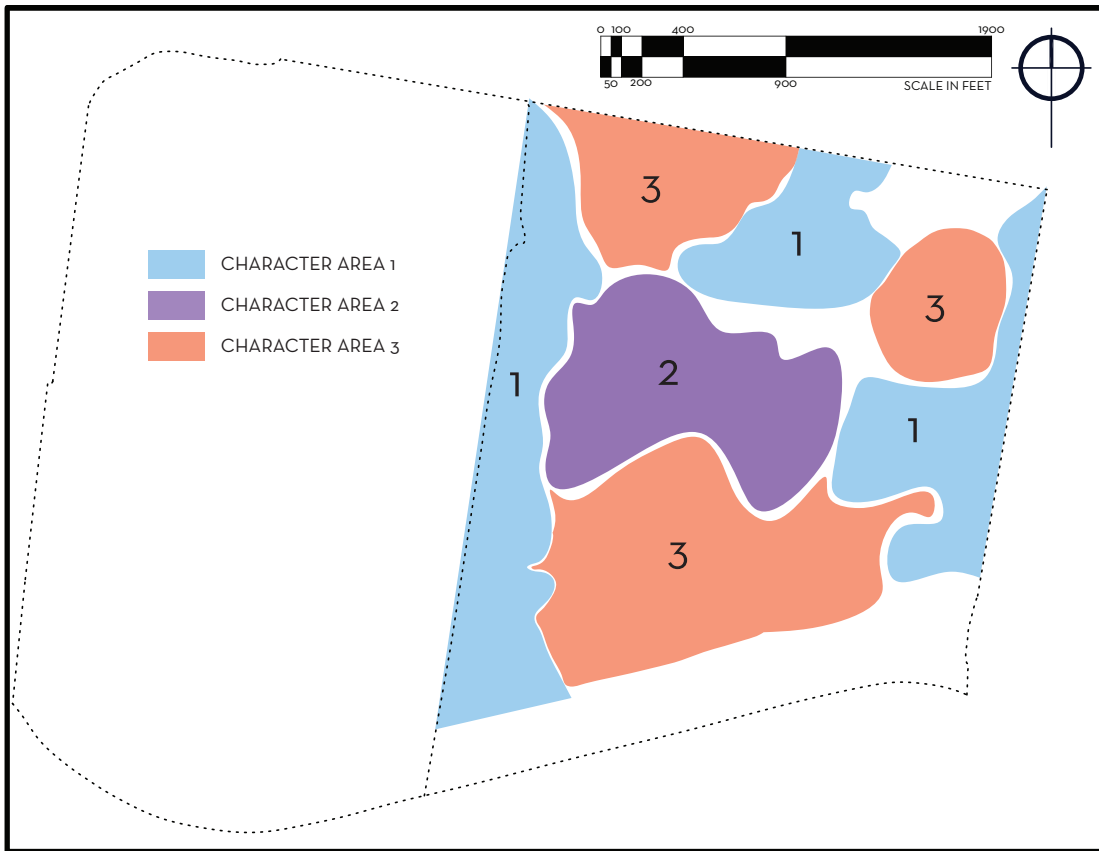 0 100 400 1900
50 200 900 SCALE IN FEET
3
1
CHARACTER AREA 1
CHARACTER AREA 2
3
CHARACTER AREA 3
2
1
1
3